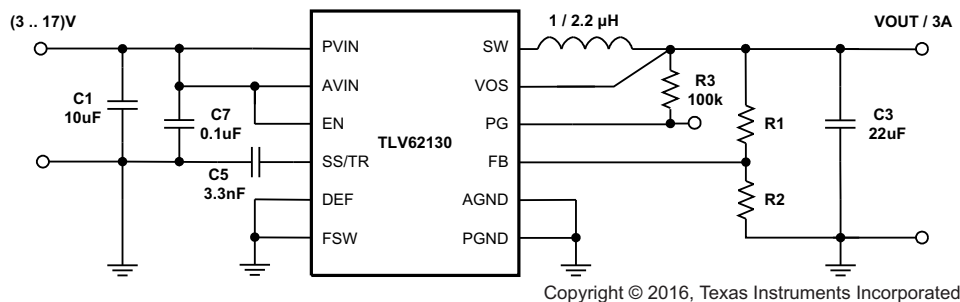 (3 .. 17)V
1 / 2.2 µH
VOUT / 3A
PVIN
SW
AVIN
VOS
R3
100k
C1
10uF
C7
0.1uF
EN
PG
C3
22uF
TLV62130
R1
SS/TR
FB
C5
3.3nF
DEF
AGND
R2
FSW
PGND
Copyright © 2016, Texas Instruments Incorporated